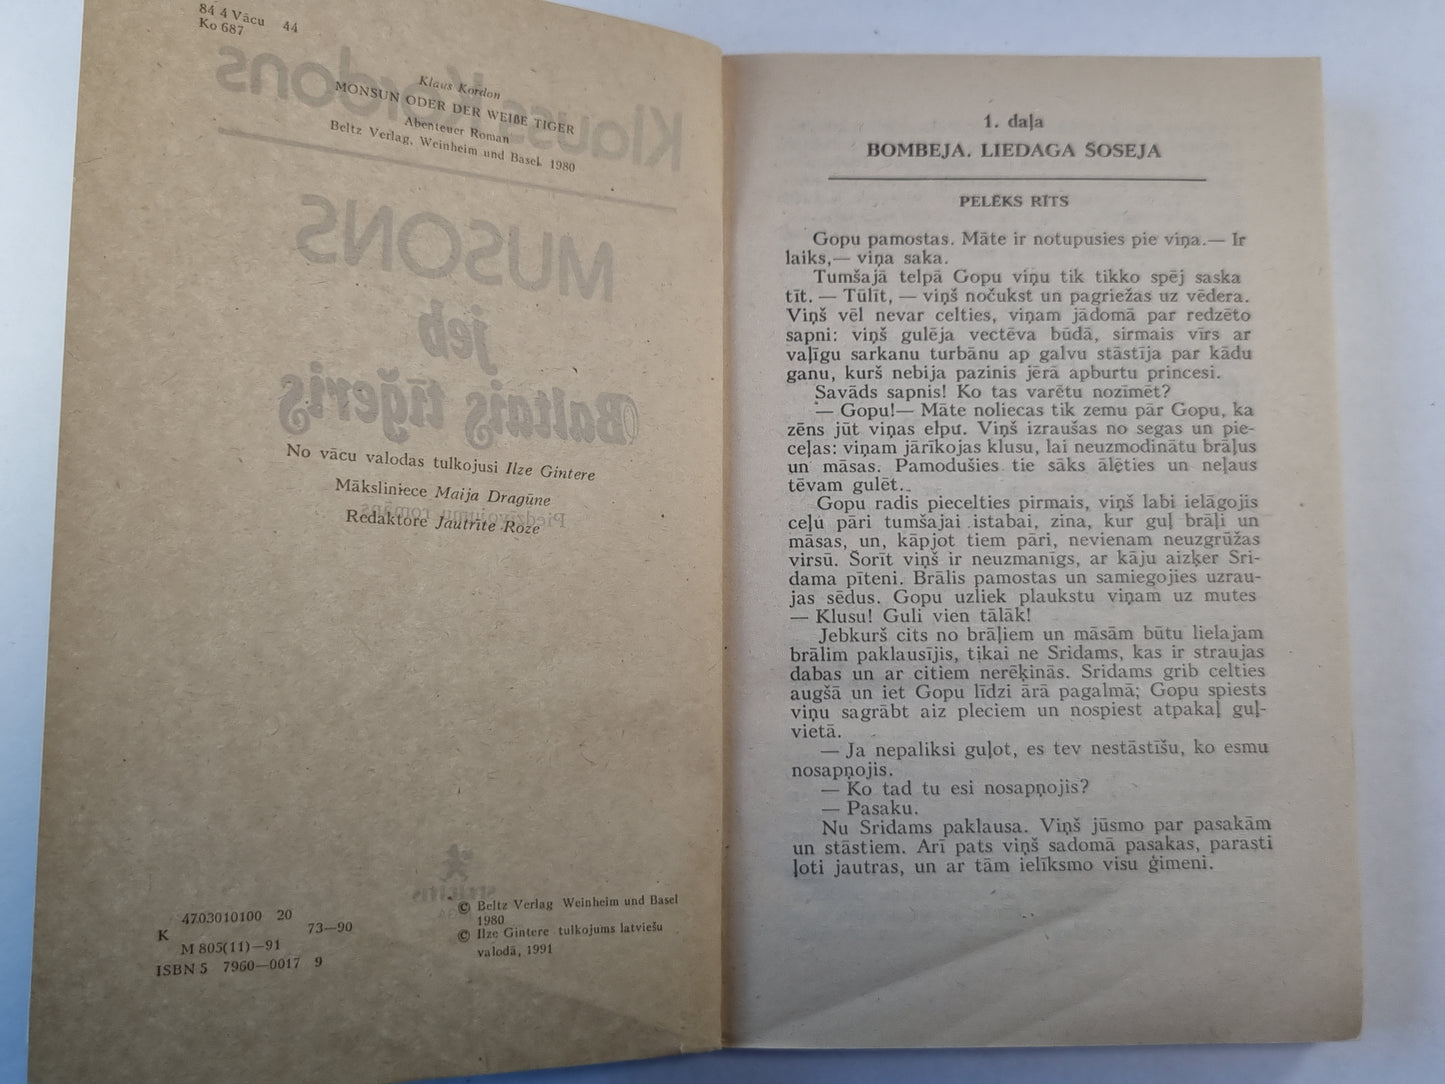 84 4 Vācu 44
Ko 687
Klaus Kordon
MONSUN ODER DER WEIßE TIGER
Abenteuer Roman
Beltz Verlag, Weinheim und Basel. 1980
Klauss Kordons
MUSONS
jeb
Baltais tīģeris
No vācu valodas tulkojusi Ilze Gintere
Māksliniece Maija Dragūne
Piedzīvojumu romāns
Redaktore Jautrīte Roze
4703010100 20
K 73—90
M 805(11)—91
ISBN 5 7960—0017 9
© Beltz Verlag Weinheim und Basel
1980
© Ilze Gintere tulkojums latviešu
valodā, 1991
1. daļa
BOMBEJA. LIEDAGA ŠOSEJA
PELĒKS RĪTS
Gopu pamostas. Māte ir notupusies pie viņa.— Ir
laiks,— viņa saka.
Tumšajā telpā Gopu viņu tik tikko spēj saska
tīt. — Tūlīt, — viņš nočukst un pagriežas uz vēdera.
Viņš vēl nevar celties, viņam jādomā par redzēto
sapni: viņš gulēja vectēva būdā, sirmais vīrs ar
vaļīgu sarkanu turbānu ap galvu stāstīja par kādu
ganu, kurš nebija pazinis jērā apburtu princesi.
Savāds sapnis! Ko tas varētu nozīmēt?
— Gopu!— Māte noliecas tik zemu pār Gopu, ka
zēns jūt viņas elpu. Viņš izraušas no segas un pie-
ceļas: viņam jārīkojas klusu, lai neuzmodinātu brāļus
un māsas. Pamodušies tie sāks ālēties un neļaus
tēvam gulēt.
Gopu radis piecelties pirmais, viņš labi ielāgojis
ceļu pāri tumšajai istabai, zina, kur guļ brāļi un
māsas, un, kāpjot tiem pāri, nevienam neuzgrūžas
virsū. Šorīt viņš ir neuzmanīgs, ar kāju aizķer Sri-
dama pīteni. Brālis pamostas un samiegojies uzrau-
jas sēdus. Gopu uzliek plaukstu viņam uz mutes
— Klusu! Guli vien tālāk!
Jebkurš cits no brāļiem un māsām būtu lielajam
brālim paklausījis, tikai ne Sridams, kas ir straujas
dabas un ar citiem nerēķinās. Sridams grib celties
augšā un iet Gopu līdzi ārā pagalmā; Gopu spiests
viņu sagrābt aiz pleciem un nospiest atpakaļ guļ-
vietā.
— Ja nepaliksi guļot, es tev nestāstīšu, ko esmu
nosapņojis.
— Ko tad tu esi nosapņojis?
— Pasaku.
Nu Sridams paklausa. Viņš jūsmo par pasakām
un stāstiem. Arī pats viņš sadomā pasakas, parasti
ļoti jautras, un ar tām ielīksmo visu ģimeni.